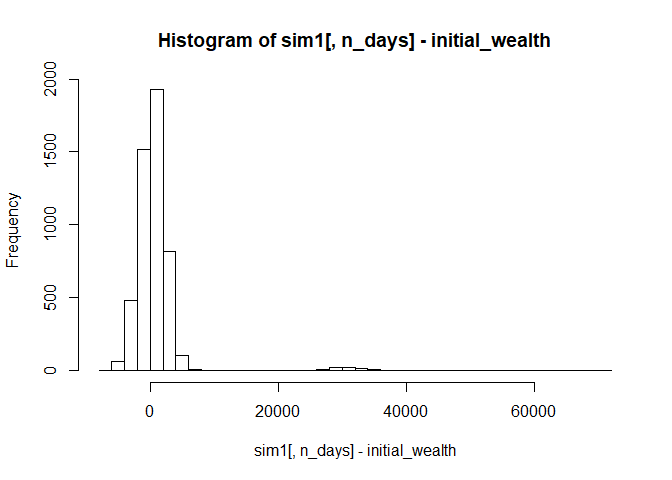 Histogram of sim1[, n_days] - initial_wealth
Frequency
2000
1500
1000
500
0
0 20000 40000 60000
sim1[, n_days] - initial_wealth